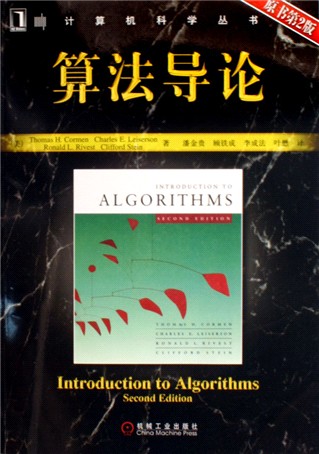 计算机科学丛书
原书第2版
算法导论
Thomas H. Cormen Charles E. Leiserson
Ronald L. Rivest Clifford Stein 著 潘金贵 顾铁成 李成法 叶懋 译
INTRODUCTION TO
ALGORITHMS
SECOND EDITION
THOMAS H. CORMEN
CHARLES E. LEISERSON
RONALD L. RIVEST
CLIFFORD STEIN
Introduction to Algorithms
Second Edition
机械工业出版社
China Machine Press